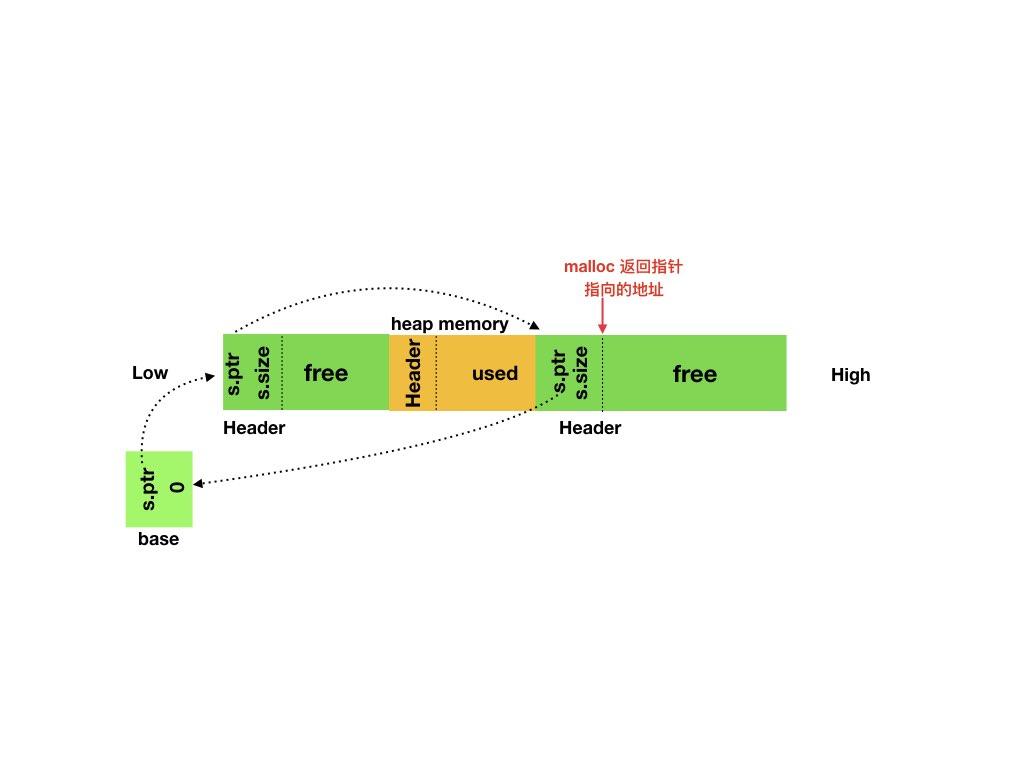 malloc 返回指针
指向的地址
heap memory
Low
s.ptr
s.size
free
Header
used
s.ptr
s.size
free
High
Header
Header
s.ptr
0
base